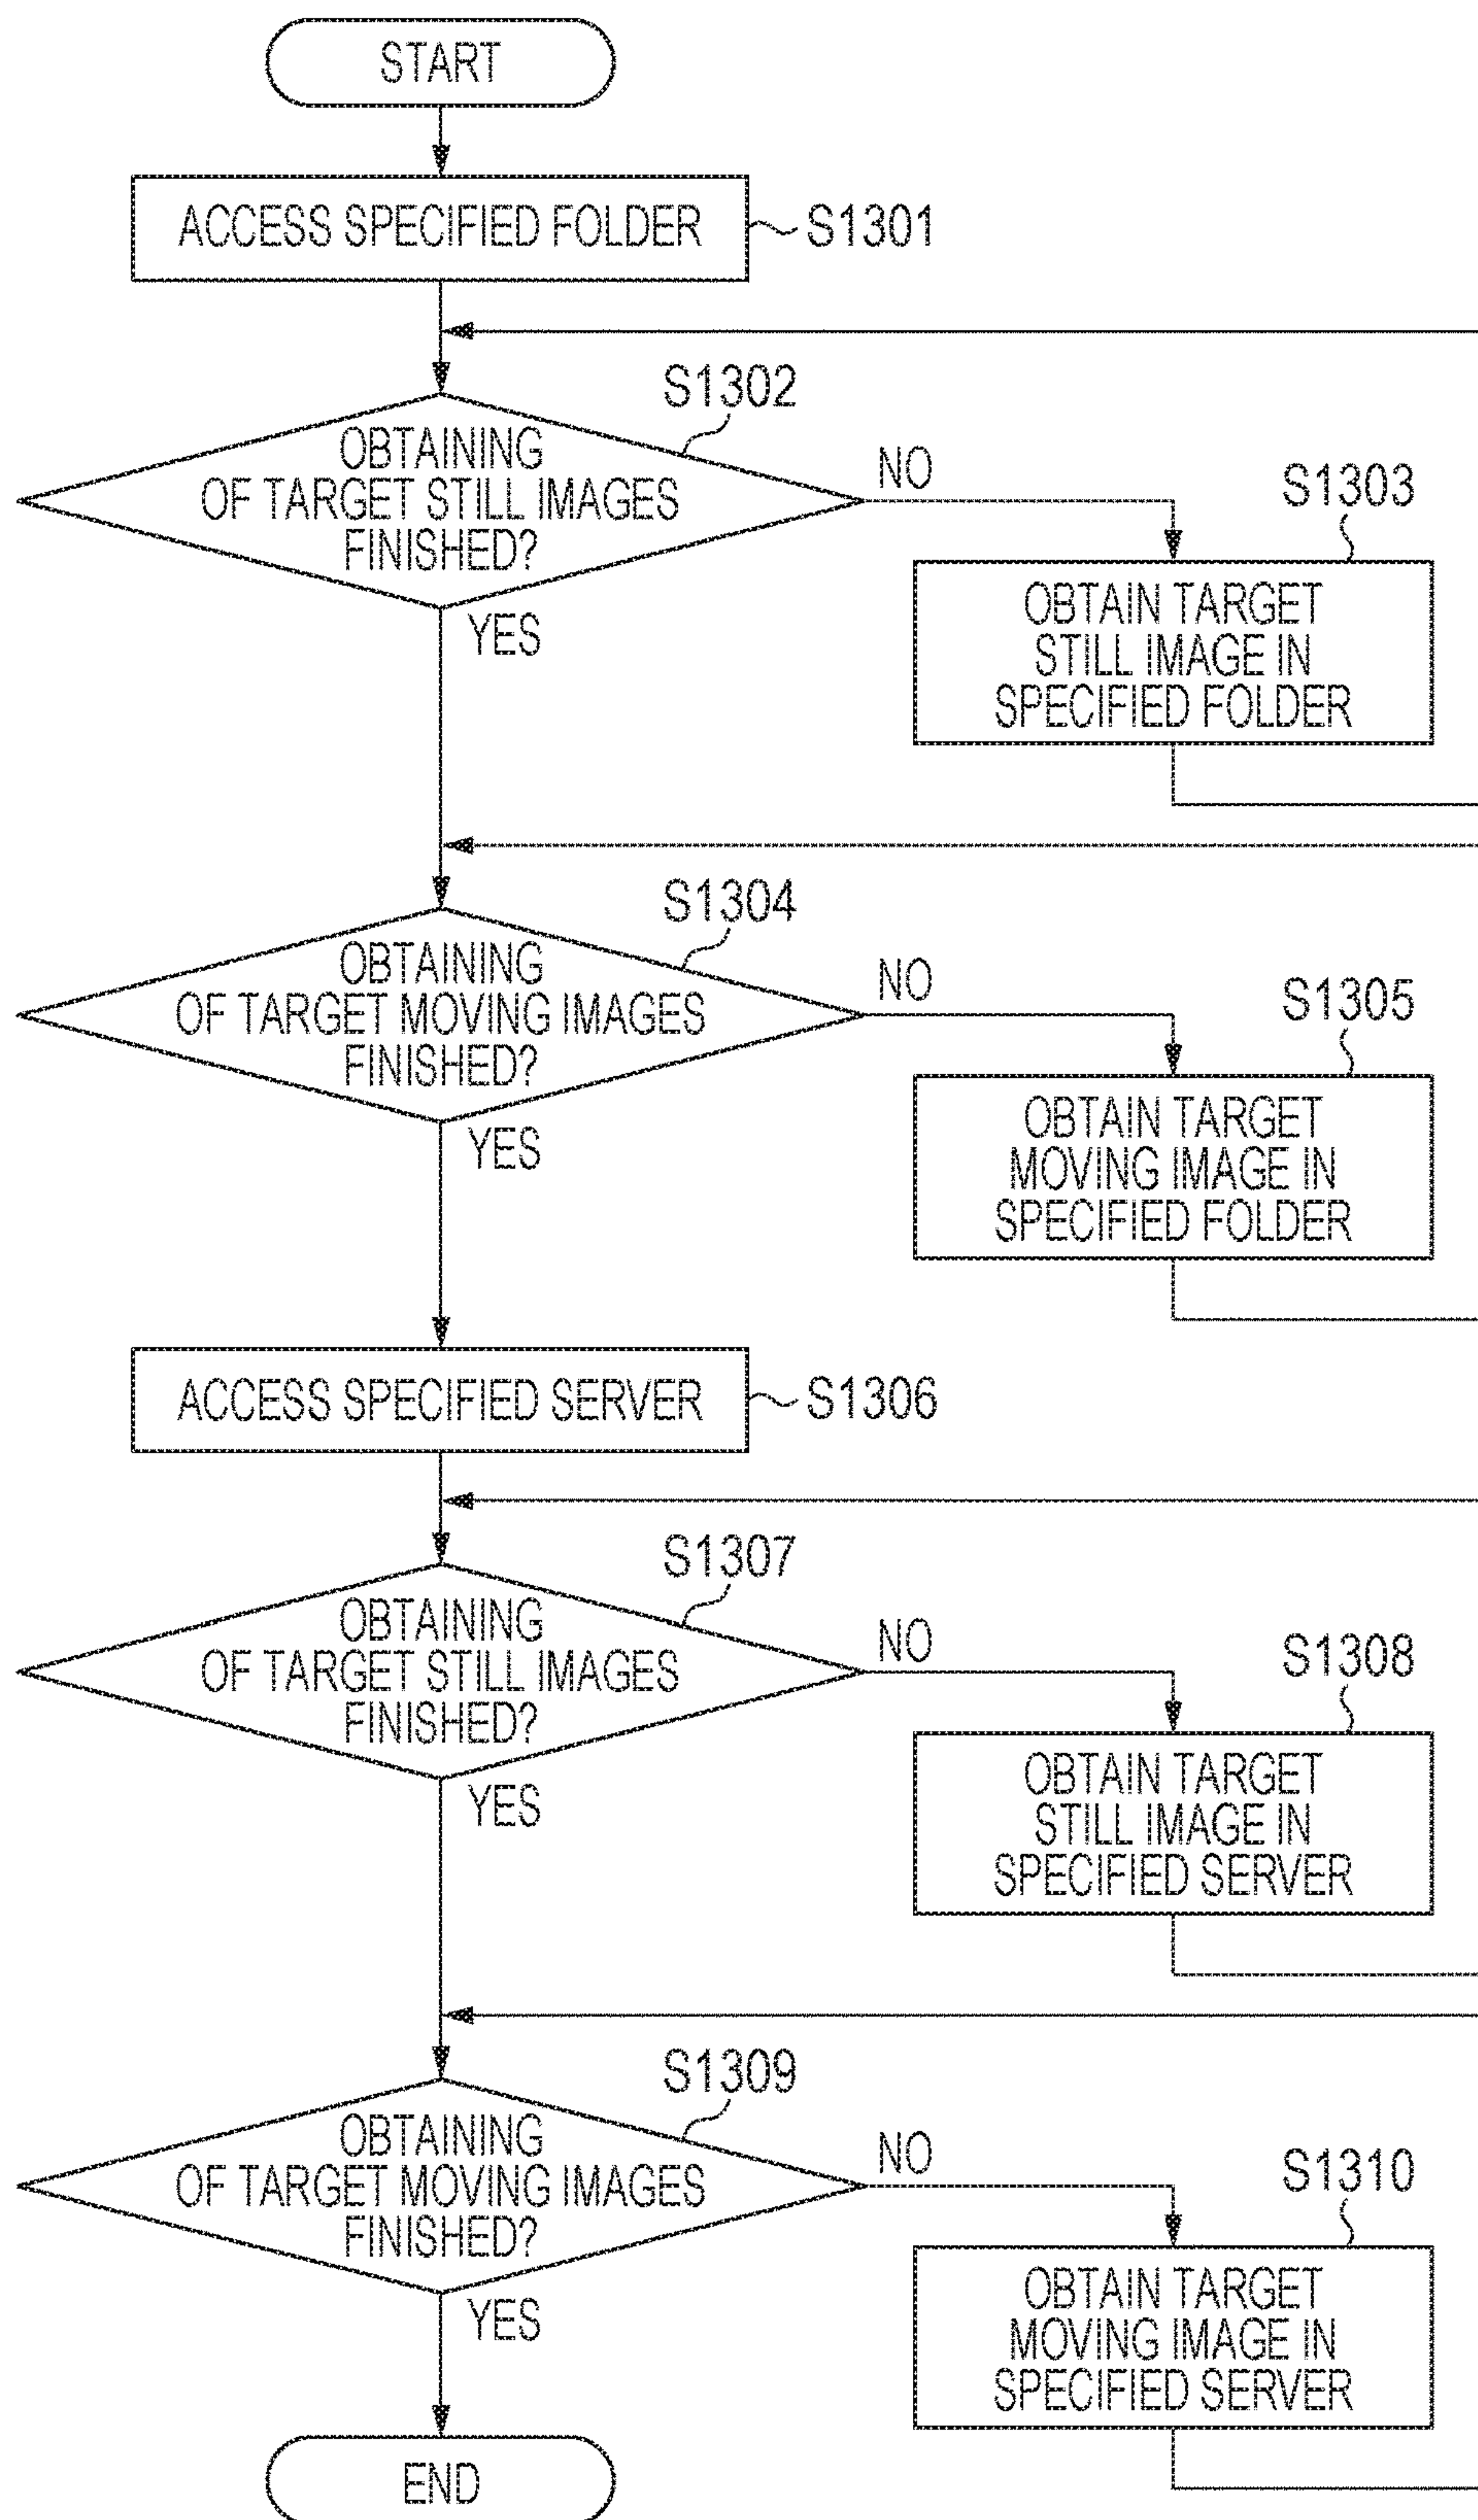 START
ACCESS SPECIFIED FOLDER
S1301
S1302
OBTAINING
OF TARGET STILL IMAGES
FINISHED?
NO
YES
S1303
OBTAIN TARGET
STILL IMAGE IN
SPECIFIED FOLDER
S1304
OBTAINING
OF TARGET MOVING IMAGES
FINISHED?
NO
YES
S1305
OBTAIN TARGET
MOVING IMAGE IN
SPECIFIED FOLDER
ACCESS SPECIFIED SERVER
S1306
S1307
OBTAINING
OF TARGET STILL IMAGES
FINISHED?
NO
YES
S1308
OBTAIN TARGET
STILL IMAGE IN
SPECIFIED SERVER
S1309
OBTAINING
OF TARGET MOVING IMAGES
FINISHED?
NO
YES
S1310
OBTAIN TARGET
MOVING IMAGE IN
SPECIFIED SERVER
END